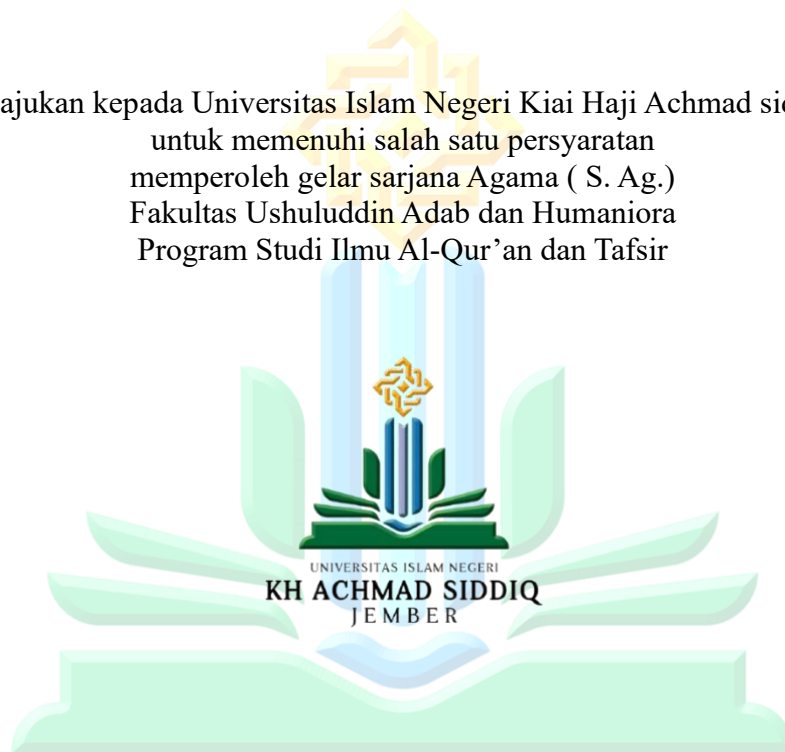 ajukan kepada Universitas Islam Negeri Kiai Haji Achmad
untuk memenuhi salah satu persyaratan
memperoleh gelar sarjana Agama ( S. Ag.)
Fakultas Ushuluddin Adab dan Humaniora
Program Studi Ilmu Al-Qur’an dan Tafsir
UNIVERSITAS ISLAM NEGERI
KH ACHMAD SIDDIQ
JEMBER